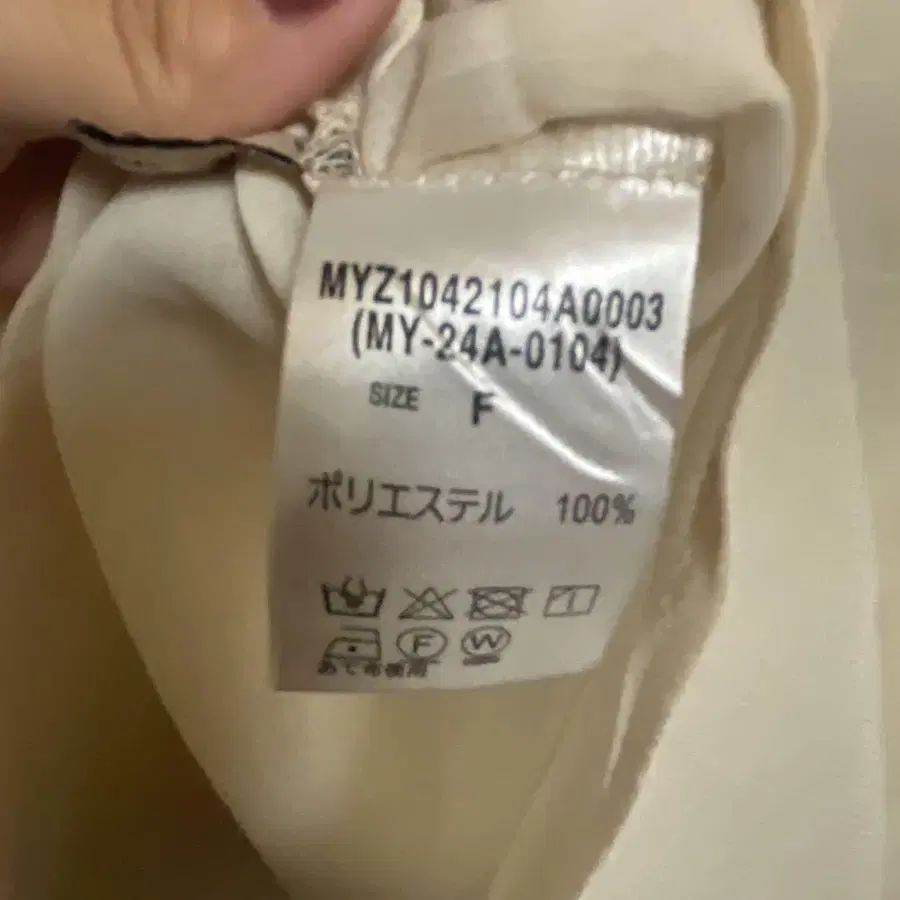 MYZ1042104A0003
(MY-24A-0104)
SIZE F
ポリエステル 100%
F W
あて布使用